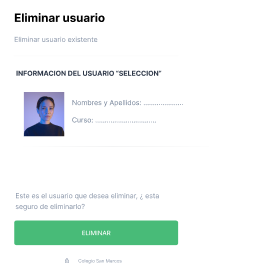 Eliminar usuario
Eliminar usuario existente
INFORMACION DEL USUARIO "SELECCION"
Nombres y Apellidos: .....................
Curso: ................................
Este es el usuario que desea eliminar, ¿ esta
seguro de eliminarlo?
ELIMINAR
Colegio San Marcos